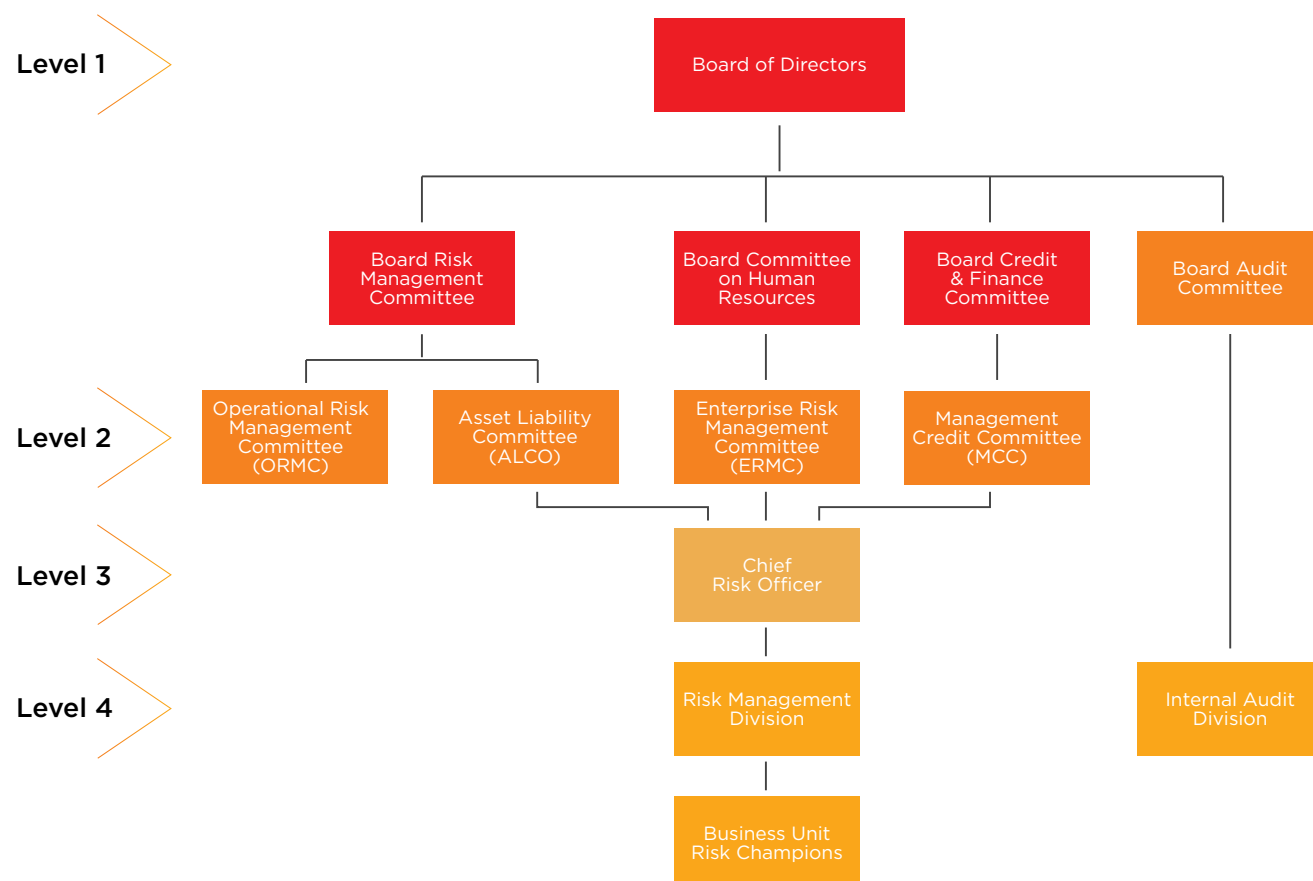 Level 1
Board of Directors
Board Risk
Management
Committee
Board Committee
on Human
Resources
Board Credit
& Finance
Committee
Board Audit
Committee
Level 2
Operational Risk
Management
Committee
(ORMC)
Asset Liability
Committee
(ALCO)
Enterprise Risk
Management
Committee
(ERMC)
Management
Credit Committee
(MCC)
Level 3
Chief
Risk Officer
Level 4
Risk Management
Division
Internal Audit
Division
Business Unit
Risk Champions